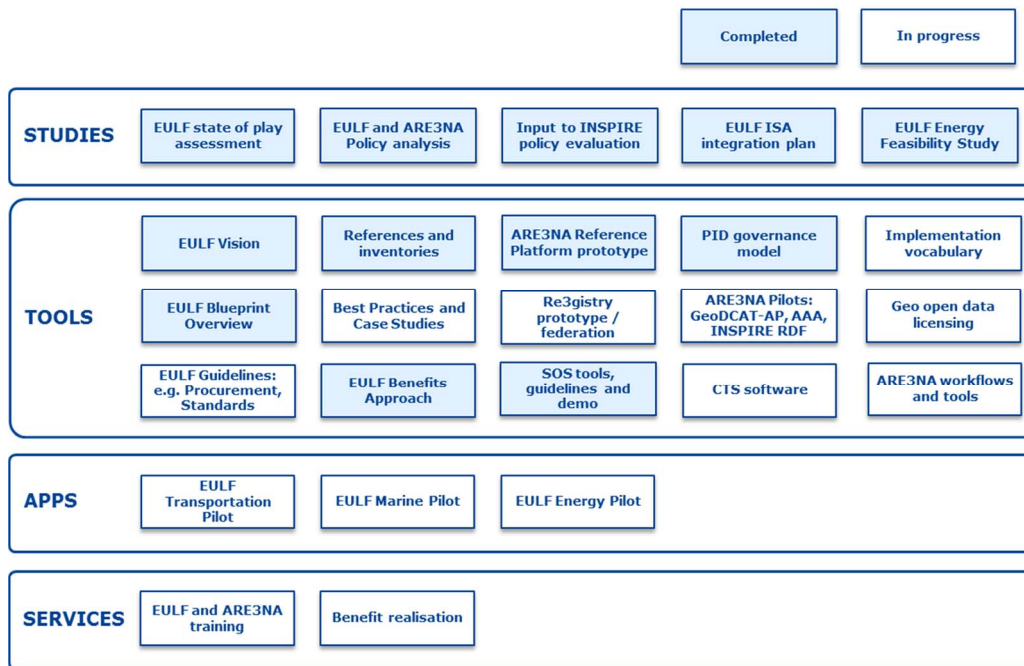 Completed
In progress
STUDIES
EULF state of play
assessment
EULF and ARE3NA
Policy analysis
Input to INSPIRE
policy evaluation
EULF ISA
integration plan
EULF Energy
Feasibility Study
TOOLS
EULF Vision
References and
inventories
ARE3NA Reference
Platform prototype
PID governance
model
Implementation
vocabulary
EULF Blueprint
Overview
Best Practices and
Case Studies
Re3gistry
prototype /
federation
ARE3NA Pilots:
GeoDCAT-AP, AAA,
INSPIRE RDF
Geo open data
licensing
EULF Guidelines:
e.g. Procurement,
Standards
EULF Benefits
Approach
SOS tools,
guidelines and
demo
CTS software
ARE3NA workflows
and tools
APPS
EULF
Transportation
Pilot
EULF Marine Pilot
EULF Energy Pilot
SERVICES
EULF and ARE3NA
training
Benefit realisation